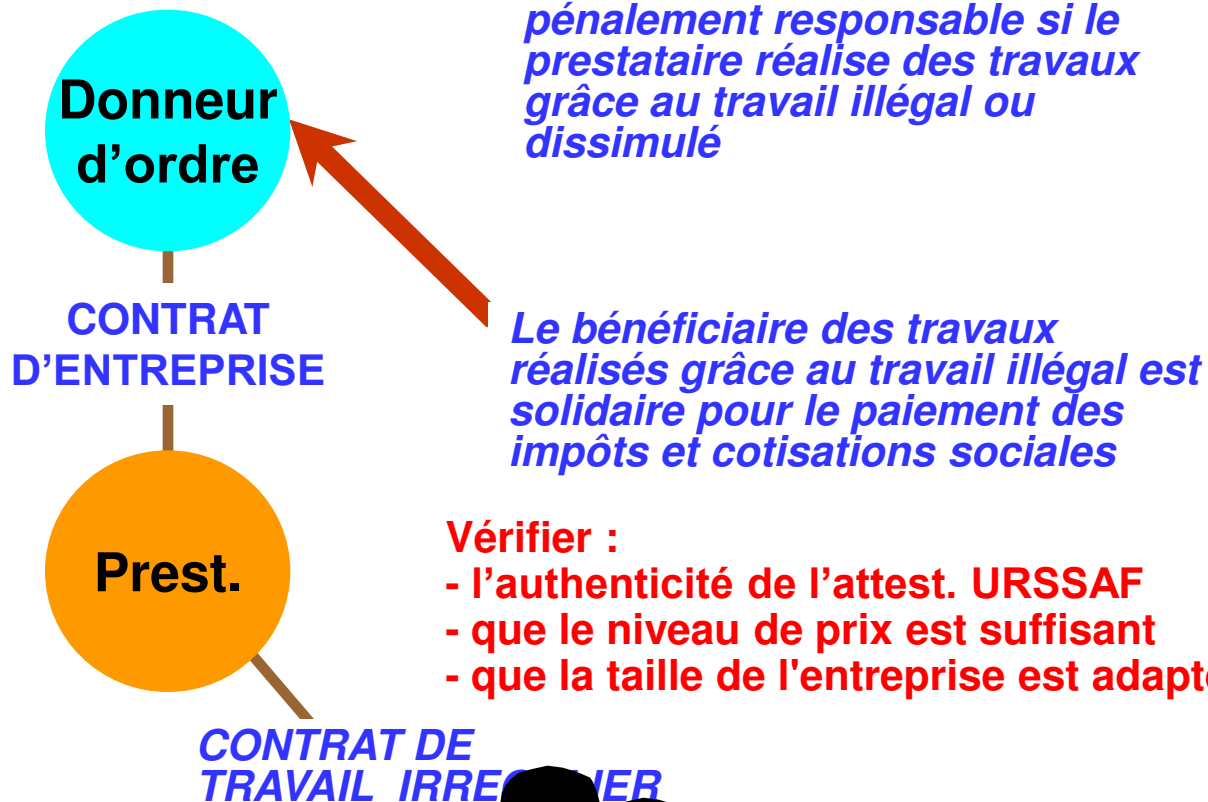 pénalement responsable si le
prestataire réalise des travaux
grâce au travail illégal ou
dissimulé
Donneur
d’ordre
CONTRAT
D’ENTREPRISE
Le bénéficiaire des travaux
réalisés grâce au travail illégal est
solidaire pour le paiement des
impôts et cotisations sociales
Prest.
Vérifier :
- l’authenticité de l’attest. URSSAF
- que le niveau de prix est suffisant
- que la taille de l'entreprise est
CONTRAT DE
TRAVAIL